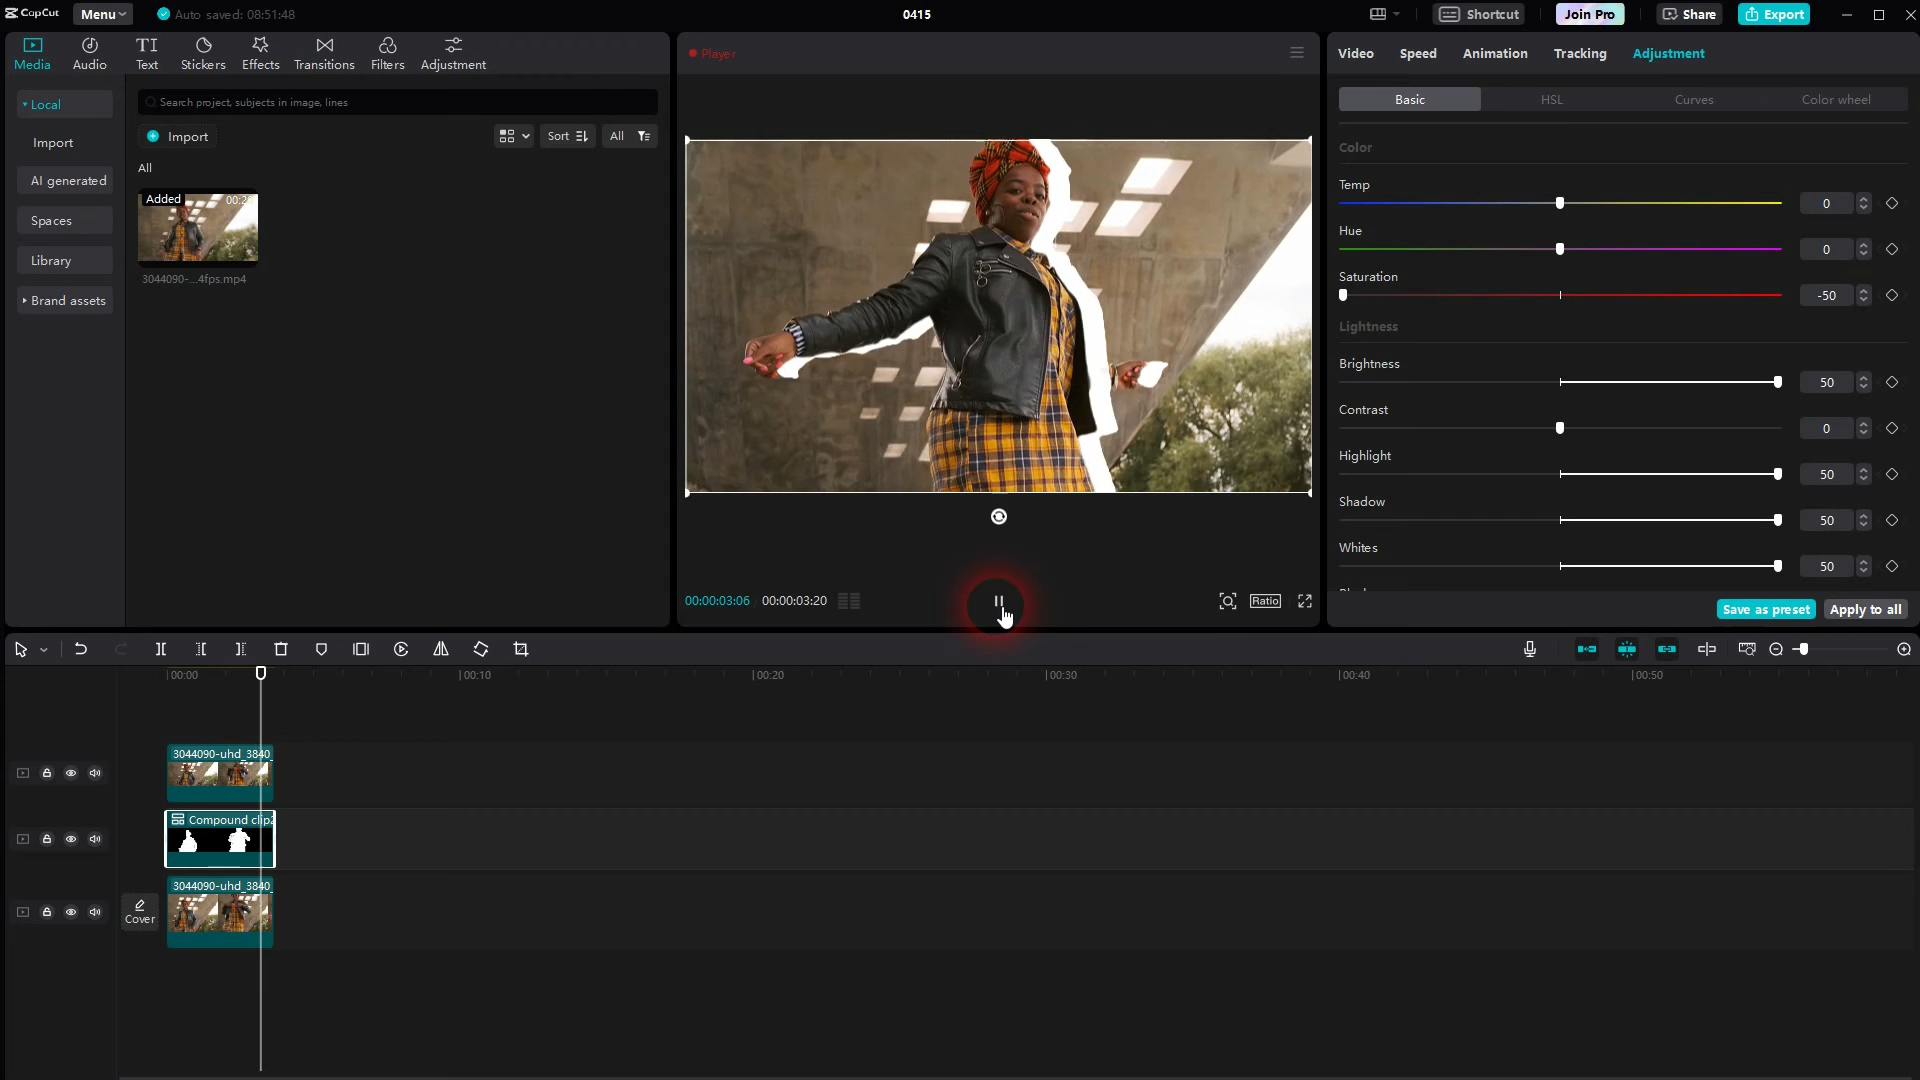 CapCut
Menu
Auto saved: 08:51:48
0415
Shortcut
Join Pro
Share
Export
Media
Audio
Text
Stickers
Effects
Transitions
Filters
Adjustment
Local
Import
AI generated
Spaces
Library
Brand assets
Search project, subjects in image, lines
Import
Sort
All
All
Added
3044090-...4fps.mp4
Player
00:00:03:06
00:00:03:20
Ratio
Video
Speed
Animation
Tracking
Adjustment
Basic
HSL
Curves
Color wheel
Color
Temp
0
Hue
0
Saturation
-50
Lightness
Brightness
50
Contrast
0
Highlight
50
Shadow
50
Whites
50
Save as preset
Apply to all
00:00
00:10
00:20
00:30
00:40
00:50
3044090-uhd_3840_
Compound clip2
3044090-uhd_3840_
Cover